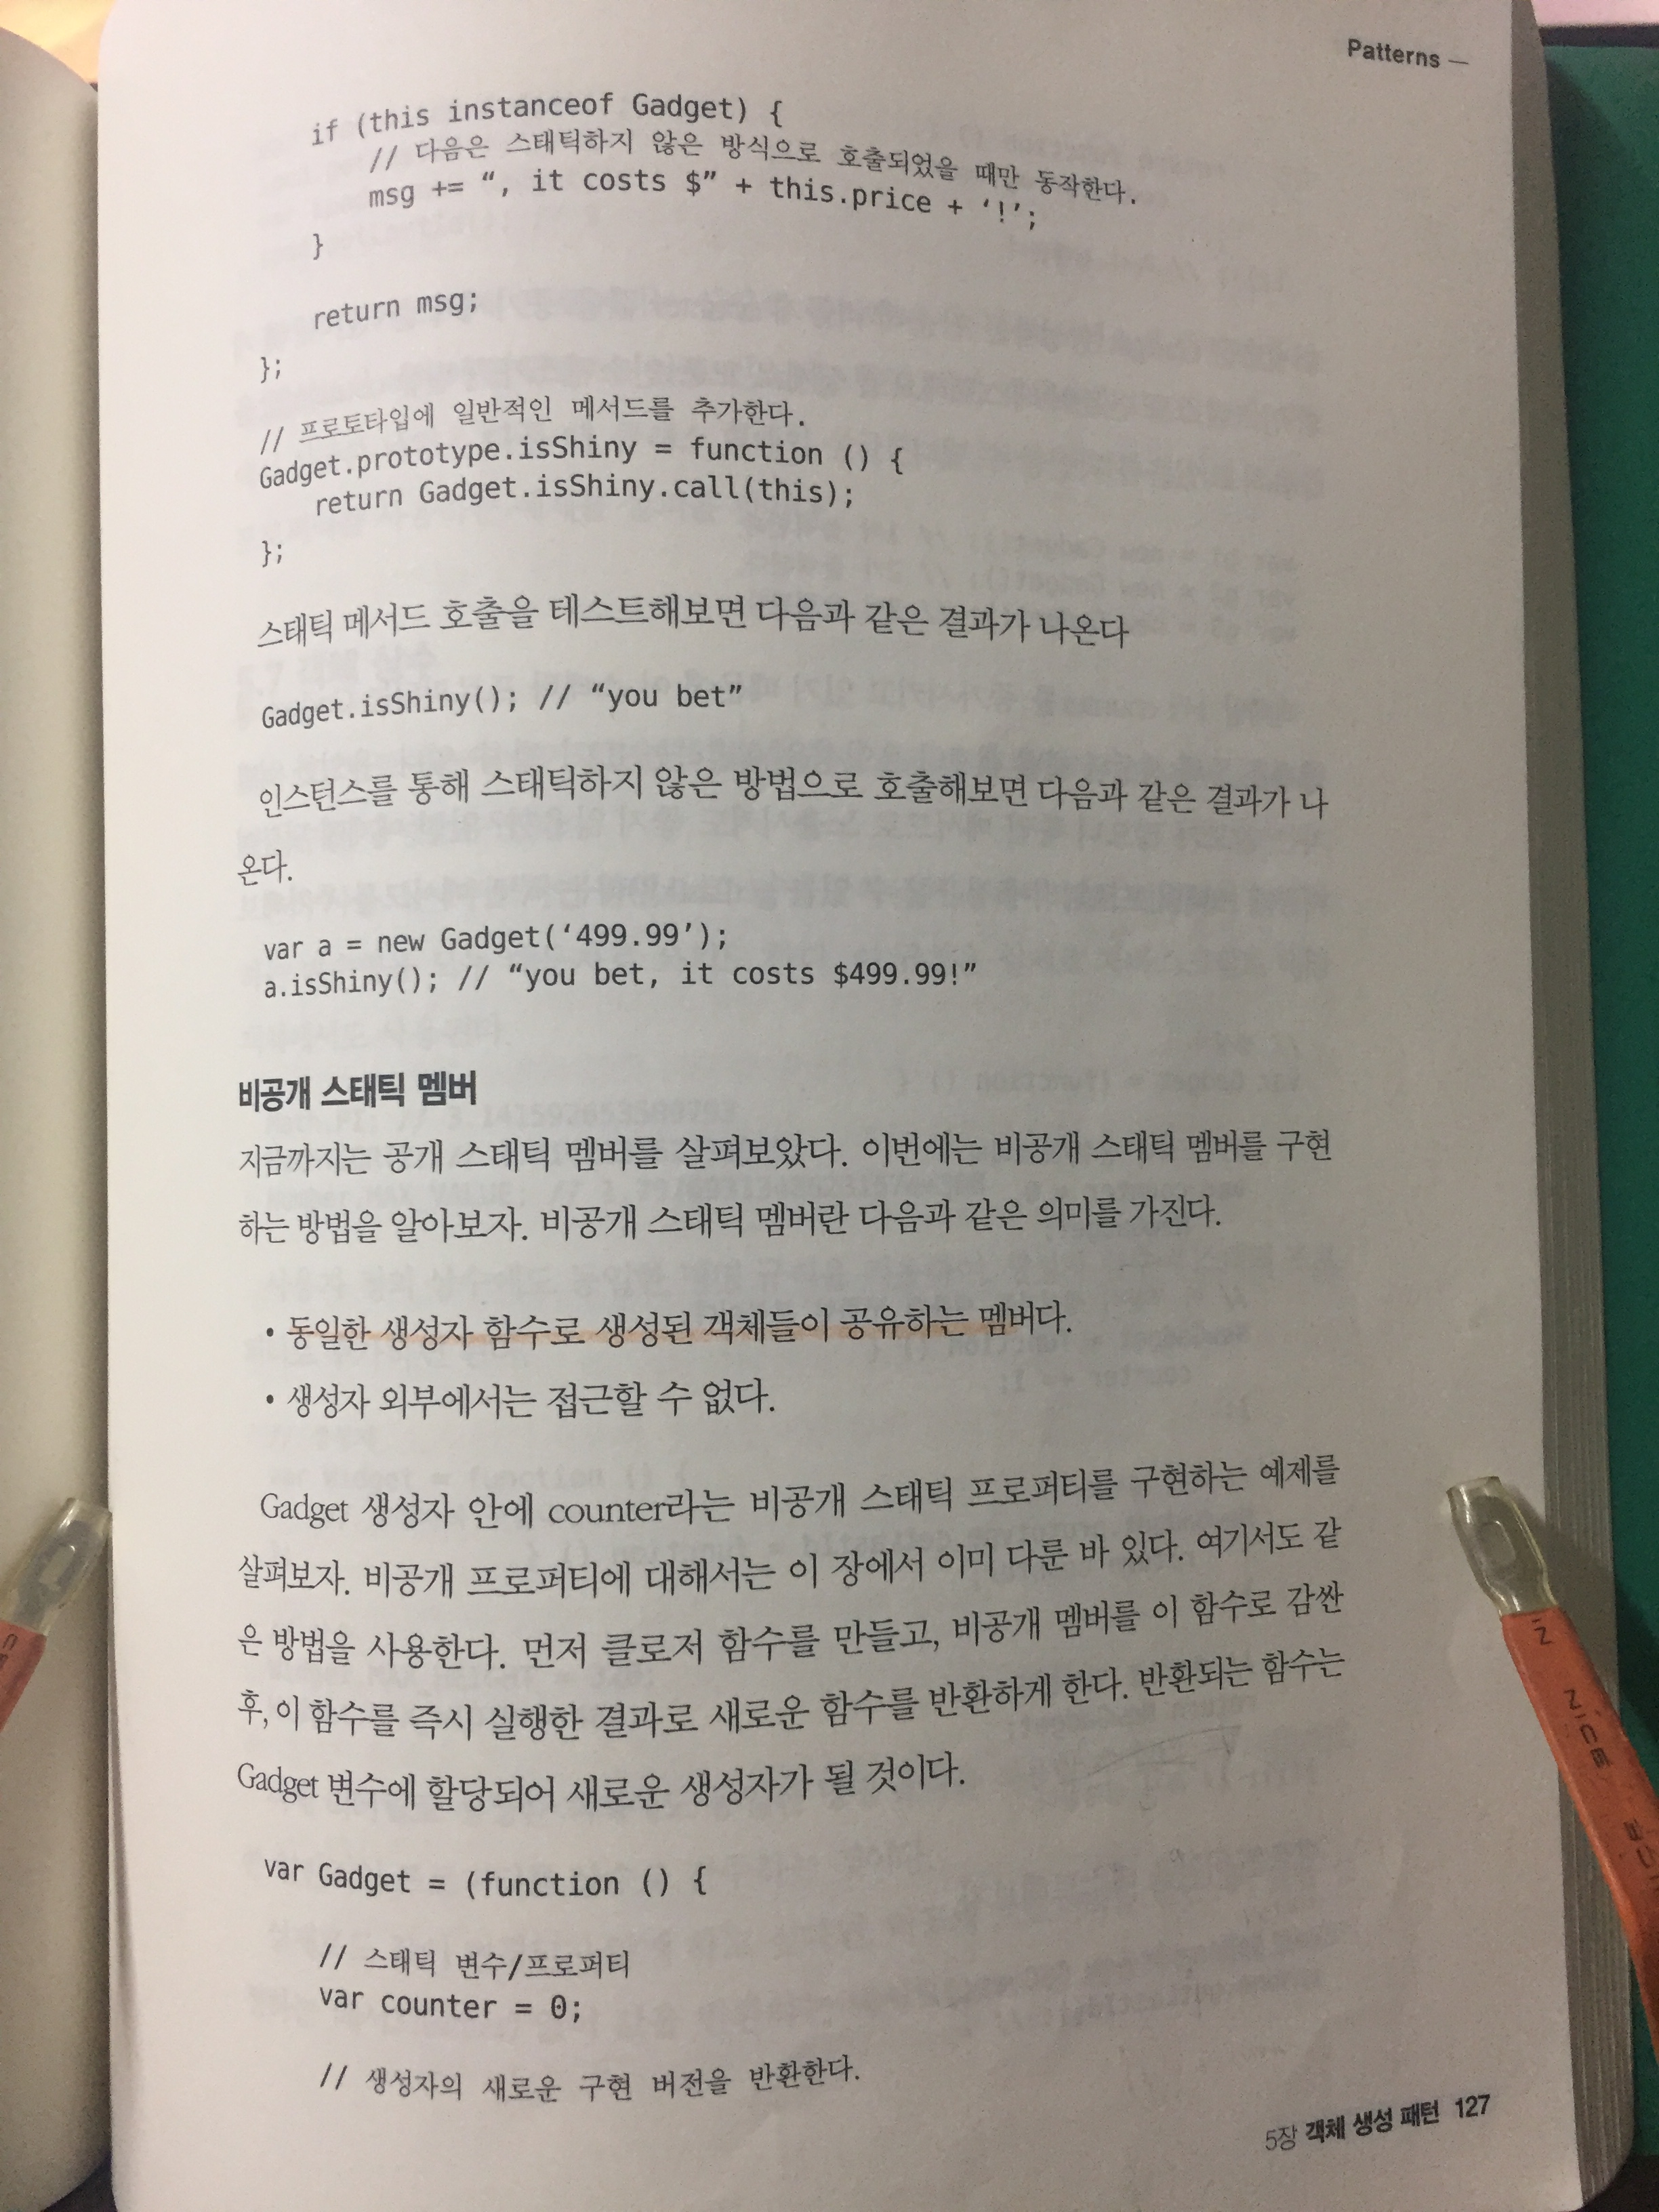 Patterns —
if (this instanceof Gadget) {
// 다음은 스태틱하지 않은 방식으로 호출되었을 때만 동작한다.
msg += “, it costs $” + this.price + ‘!’;
}
return msg;
};
// 프로토타입에 일반적인 메서드를 추가한다.
Gadget.prototype.isShiny = function () {
return Gadget.isShiny.call(this);
};
스태틱 메서드 호출을 테스트해보면 다음과 같은 결과가 나온다
Gadget.isShiny(); // “you bet”
인스턴스를 통해 스태틱하지 않은 방법으로 호출해보면 다음과 같은 결과가 나
온다.
var a = new Gadget(‘499.99’);
a.isShiny(); // “you bet, it costs $499.99!”
비공개 스태틱 멤버
지금까지는 공개 스태틱 멤버를 살펴보았다. 이번에는 비공개 스태틱 멤버를 구현
하는 방법을 알아보자. 비공개 스태틱 멤버란 다음과 같은 의미를 가진다.
• 동일한 생성자 함수로 생성된 객체들이 공유하는 멤버다.
• 생성자 외부에서는 접근할 수 없다.
Gadget 생성자 안에 counter라는 비공개 스태틱 프로퍼티를 구현하는 예제를
살펴보자. 비공개 프로퍼티에 대해서는 이 장에서 이미 다룬 바 있다. 여기서도 같
은 방법을 사용한다. 먼저 클로저 함수를 만들고, 비공개 멤버를 이 함수로 감싼
후, 이 함수를 즉시 실행한 결과로 새로운 함수를 반환하게 한다. 반환되는 함수는
Gadget 변수에 할당되어 새로운 생성자가 될 것이다.
var Gadget = (function () {
// 스태틱 변수/프로퍼티
var counter = 0;
// 생성자의 새로운 구현 버전을 반환한다.
5장 객체 생성 패턴 127